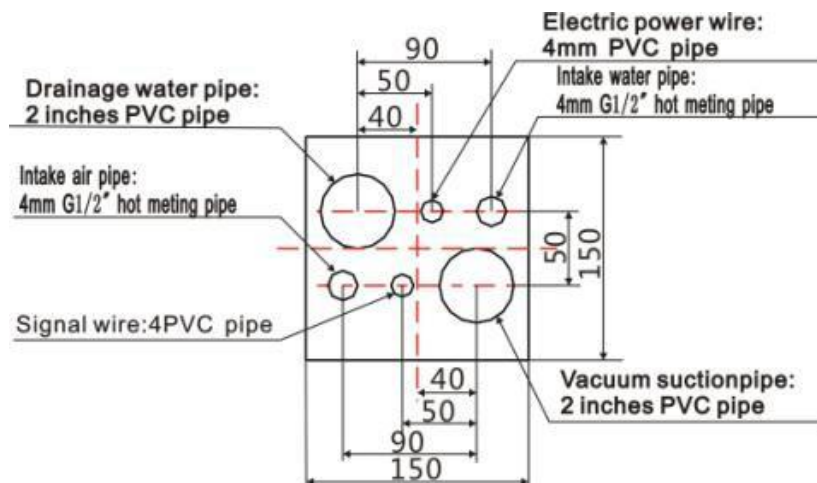 Electric power wire:
4mm PVC pipe
90
Intake water pipe:
4mm G1/2" hot meting pipe
50
Drainage water pipe:
2 inches PVC pipe
40
Intake air pipe:
4mm G1/2" hot meting pipe
50
150
Signal wire:4PVC pipe
40
Vacuum suctionpipe:
2 inches PVC pipe
50
90
150